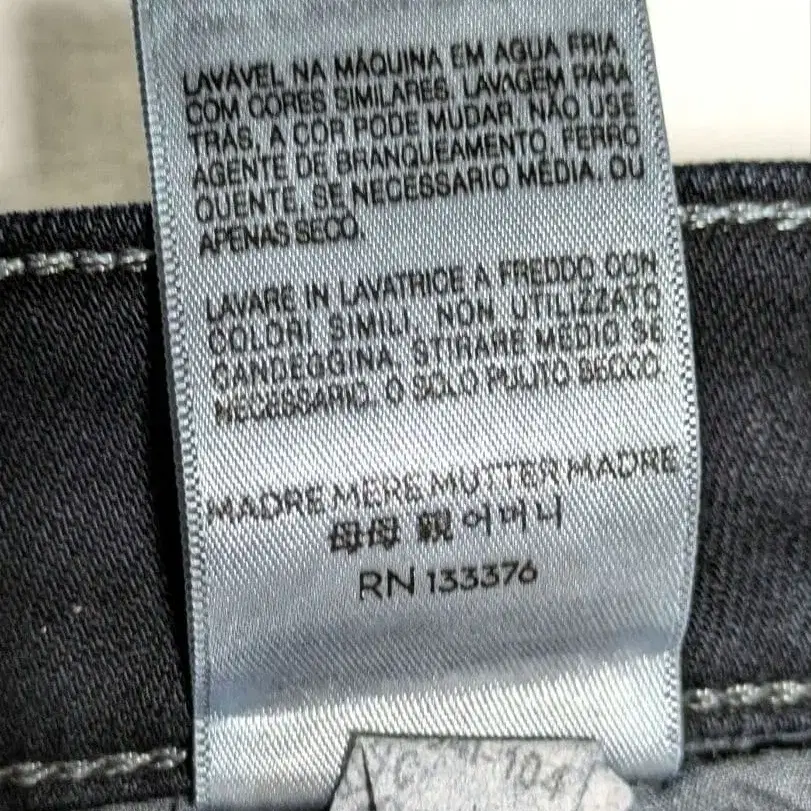 LAVÁVEL NA MÁQUINA EM AGUA FRIA,
COM CORES SIMILARES, LAVAGEM PARA
TRAS, A COR PODE MUDAR. NÃO USE
AGENTE DE BRANQUEAMENTO, FERRO
QUENTE, SE NECESSARIO MÉDIA, OU
APENAS SECO.
LAVARE IN LAVATRICE A FREDDO CON
COLORI SIMILI, NON UTILIZZATO
CANDEGGINA, STIRARE MEDIO SE
NECESSARIO, O SOLO PULITO SECCO
MADRE MERE MUTTER MADRE
母母 親 어머니
RN 133376